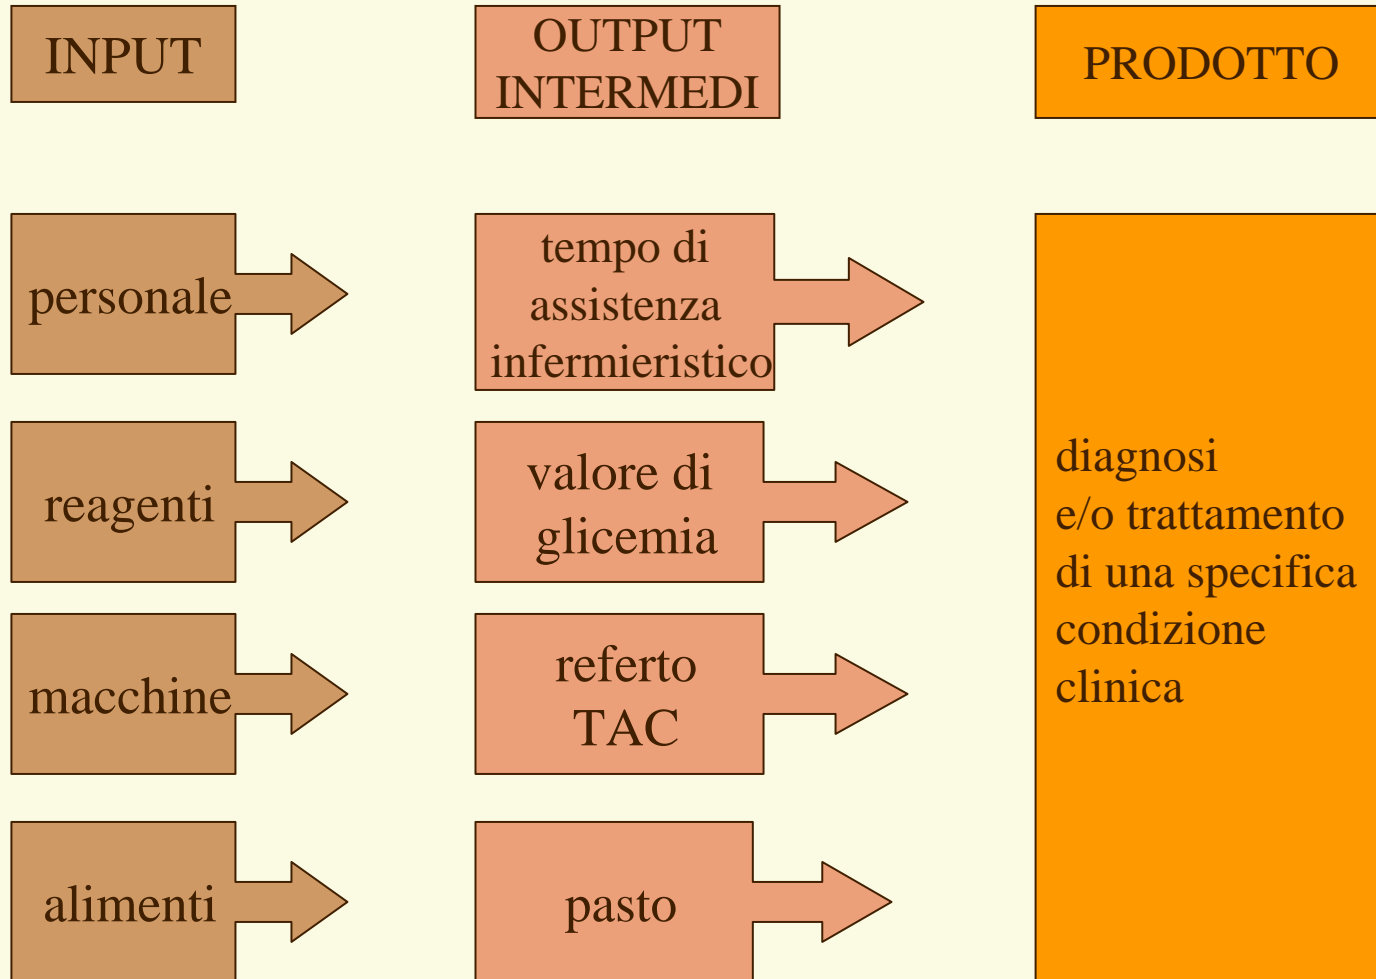 INPUT
OUTPUT
INTERMEDI
PRODOTTO
personale
tempo di
assistenza
infermieristico
reagenti
valore di
glicemia
macchine
referto
TAC
alimenti
pasto
diagnosi
e/o trattamento
di una specifica
condizione
clinica